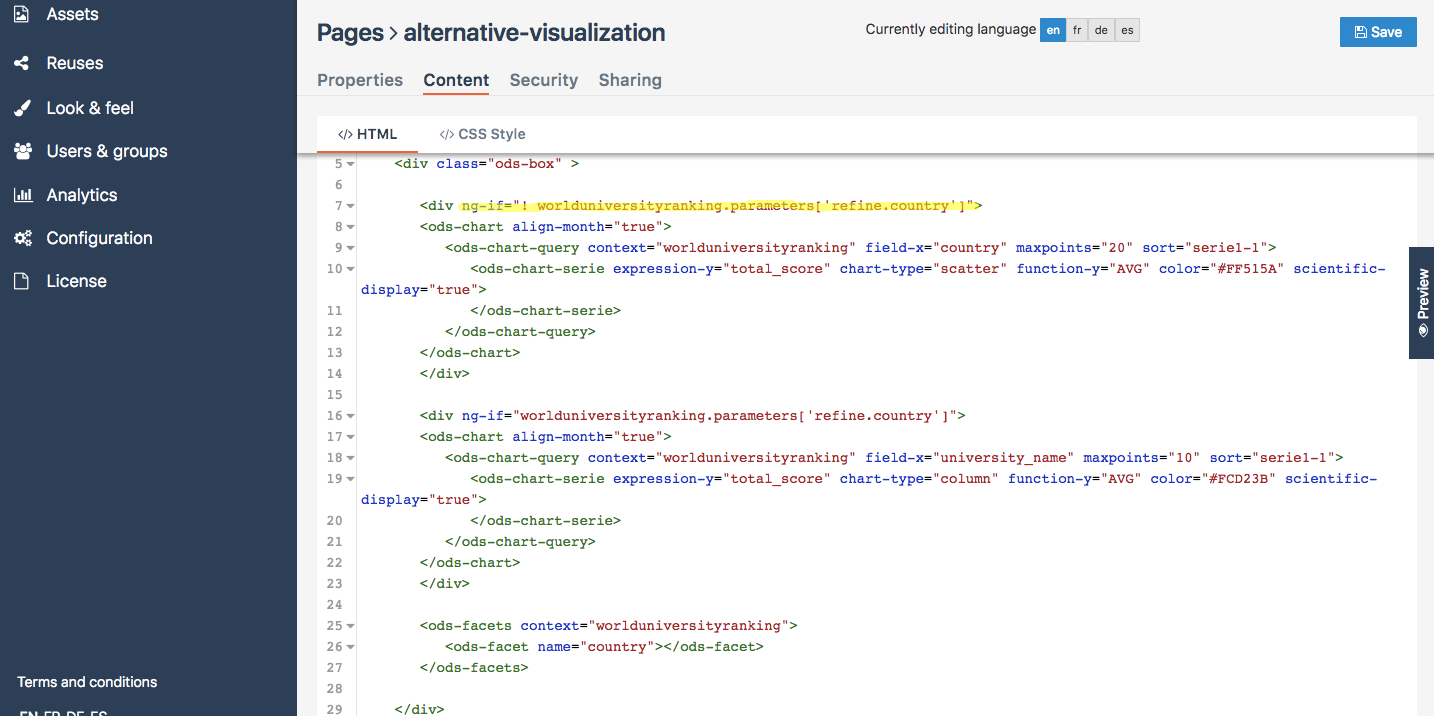 Assets
Reuses
Look & feel
Users & groups
Analytics
Configuration
License
Terms and conditions
EN FR DE ES
Pages > alternative-visualization
Currently editing language en fr de es
Save
Properties Content Security Sharing
</> HTML </> CSS Style
5 <div class="ods-box" >
6
7 <div ng-if="! worlduniversityranking.parameters['refine.country']">
8 <ods-chart align-month="true">
9 <ods-chart-query context="worlduniversityranking" field-x="country" maxpoints="20" sort="serie1-1">
10 <ods-chart-serie expression-y="total_score" chart-type="scatter" function-y="AVG" color="#FF515A" scientific-
display="true">
11 </ods-chart-serie>
12 </ods-chart-query>
13 </ods-chart>
14 </div>
15
16 <div ng-if="worlduniversityranking.parameters['refine.country']">
17 <ods-chart align-month="true">
18 <ods-chart-query context="worlduniversityranking" field-x="university_name" maxpoints="10" sort="serie1-1">
19 <ods-chart-serie expression-y="total_score" chart-type="column" function-y="AVG" color="#FCD23B" scientific-
display="true">
20 </ods-chart-serie>
21 </ods-chart-query>
22 </ods-chart>
23 </div>
24
25 <ods-facets context="worlduniversityranking">
26 <ods-facet name="country"></ods-facet>
27 </ods-facets>
28
29 </div>
Preview